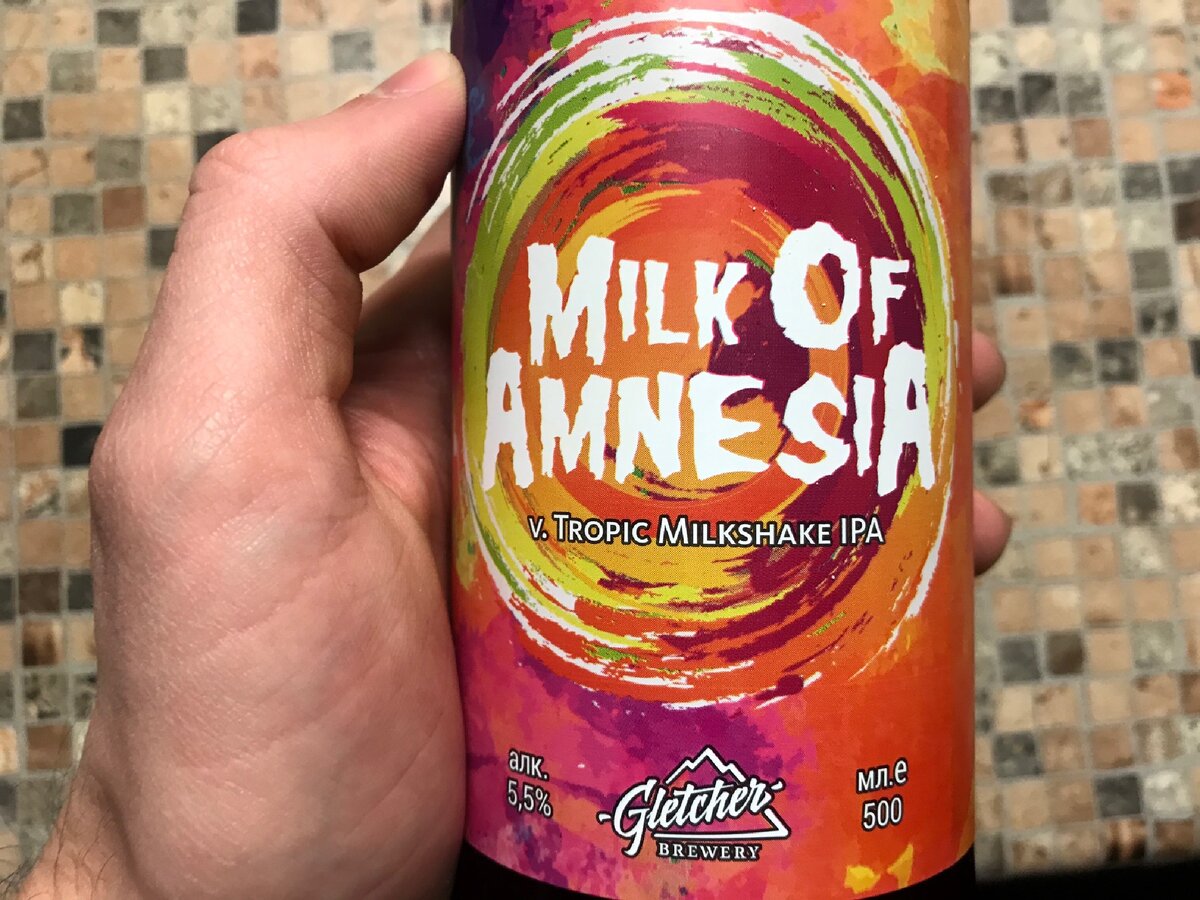 MILK OF
AMNESIA
v. TROPIC MILKSHAKE IPA
алк.
5,5%
Gletcher
BREWERY
мл.е
500